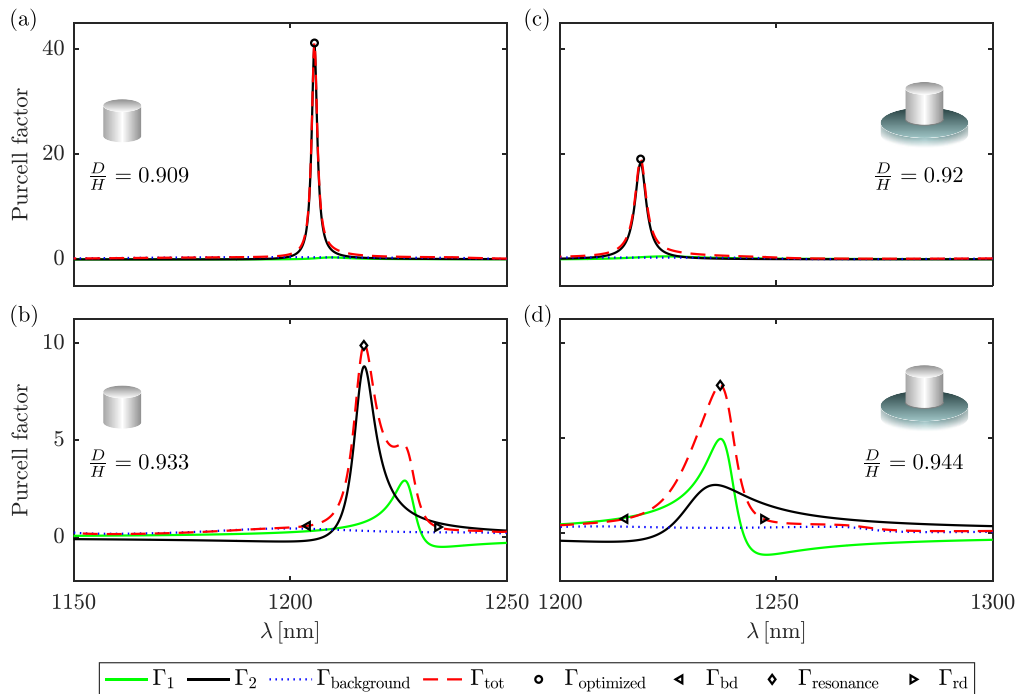 (a)
Purcell factor
40
20
0
D/H = 0.909
(c)
D/H = 0.92
(b)
Purcell factor
10
5
0
D/H = 0.933
1150
1200
1250
λ [nm]
(d)
D/H = 0.944
1200
1250
1300
λ [nm]
Γ1 Γ2 Γbackground Γtot Γoptimized Γbd Γresonance Γrd